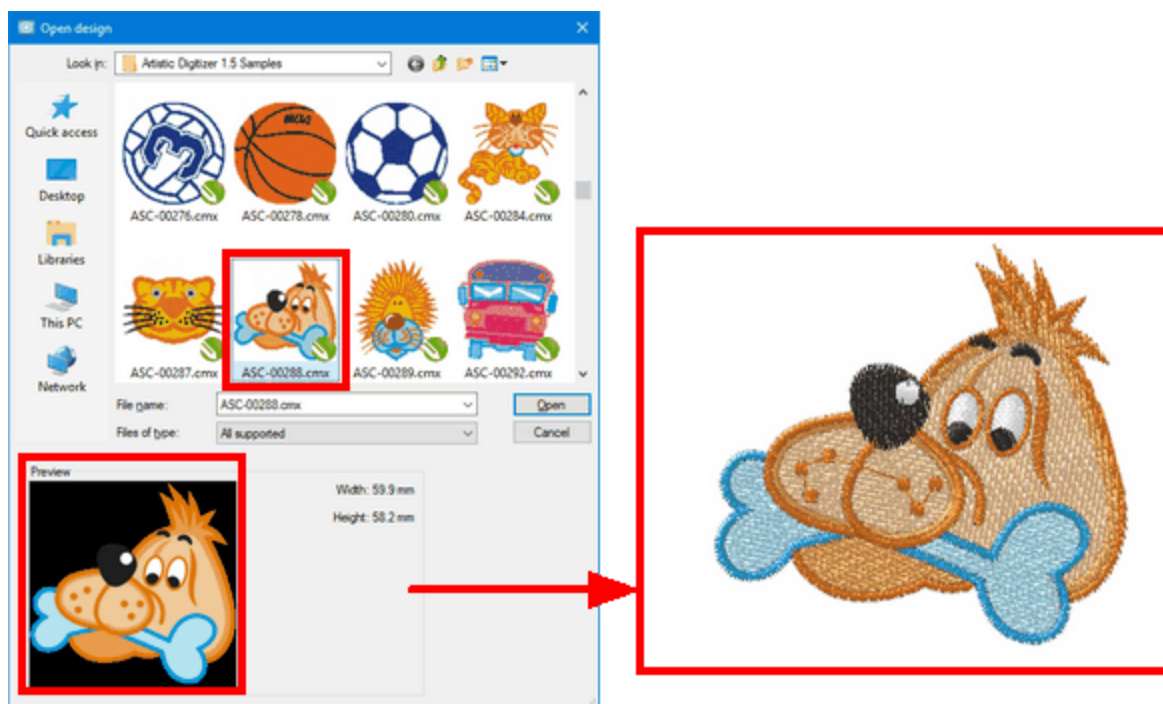 Open design
Look in:
Artistic Digitizer 1.5 Samples
Quick access
Desktop
Libraries
This PC
Network
ASC-00276.cmx
ASC-00278.cmx
ASC-00280.cmx
ASC-00284.cmx
ASC-00287.cmx
ASC-00288.cmx
ASC-00289.cmx
ASC-00292.cmx
File name:
ASC-00288.cmx
Open
Files of type:
All supported
Cancel
Preview
Width: 59.9 mm
Height: 58.2 mm